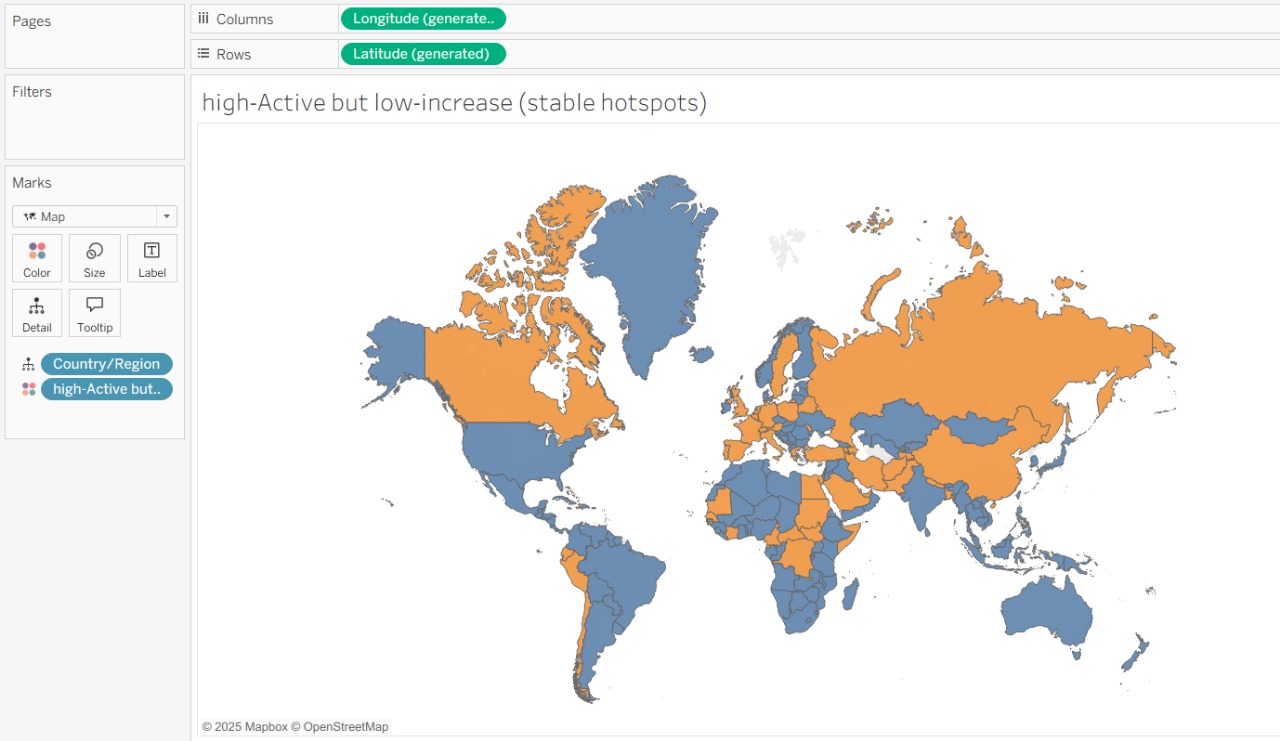 Pages
Columns
Longitude (generate..
Rows
Latitude (generated)
Filters
high-Active but low-increase (stable hotspots)
Marks
Map
Color
Size
Label
Detail
Tooltip
Country/Region
high-Active but..
© 2025 Mapbox © OpenStreetMap